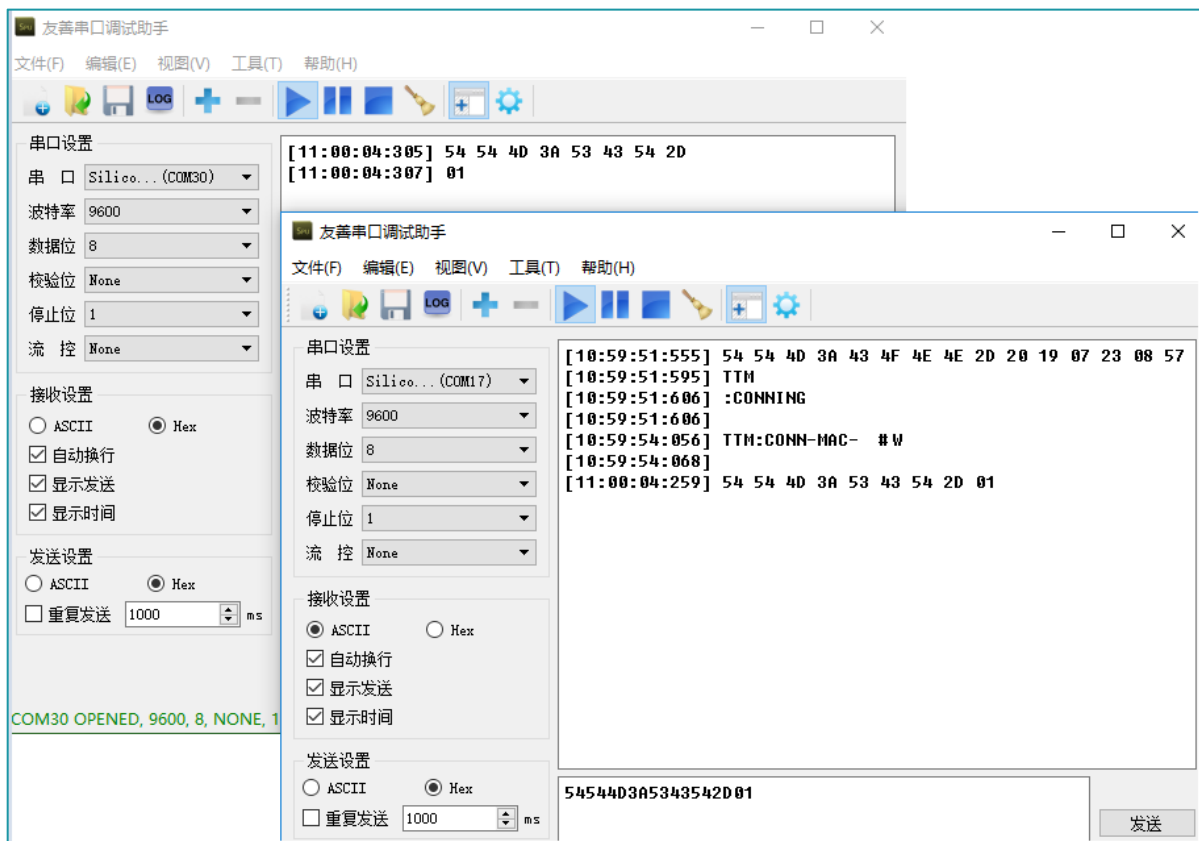 友善串口调试助手
文件(F) 编辑(E) 视图(V) 工具(T) 帮助(H)
LOG
串口设置
串 口 Silico...(COM30)
波特率 9600
数据位 8
校验位 None
停止位 1
流 控 None
接收设置
ASCII Hex
自动换行
显示发送
显示时间
发送设置
ASCII Hex
重复发送 1000 ms
COM30 OPENED, 9600, 8, NONE, 1
[11:00:04:305] 54 54 4D 3A 53 43 54 2D
[11:00:04:307] 01
友善串口调试助手
文件(F) 编辑(E) 视图(V) 工具(T) 帮助(H)
LOG
串口设置
串 口 Silico...(COM17)
波特率 9600
数据位 8
校验位 None
停止位 1
流 控 None
接收设置
ASCII Hex
自动换行
显示发送
显示时间
发送设置
ASCII Hex
重复发送 1000 ms
[10:59:51:555] 54 54 4D 3A 43 4F 4E 4E 2D 20 19 07 23 08 57
[10:59:51:595] TTM
[10:59:51:606] :CONNING
[10:59:51:606]
[10:59:54:056] TTM:CONN-MAC- #W
[10:59:54:068]
[11:00:04:259] 54 54 4D 3A 53 43 54 2D 01
54544D3A5343542D01
发送